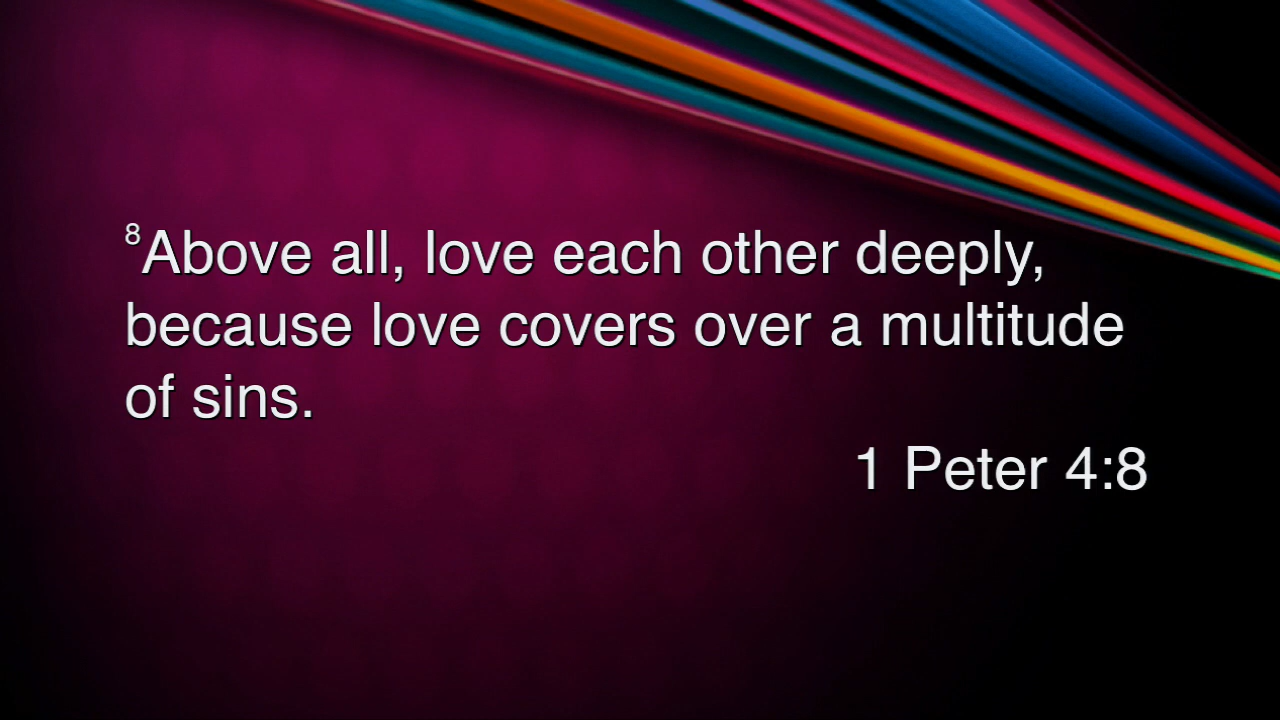 ⁸Above all, love each other deeply,
because love covers over a multitude
of sins.
1 Peter 4:8